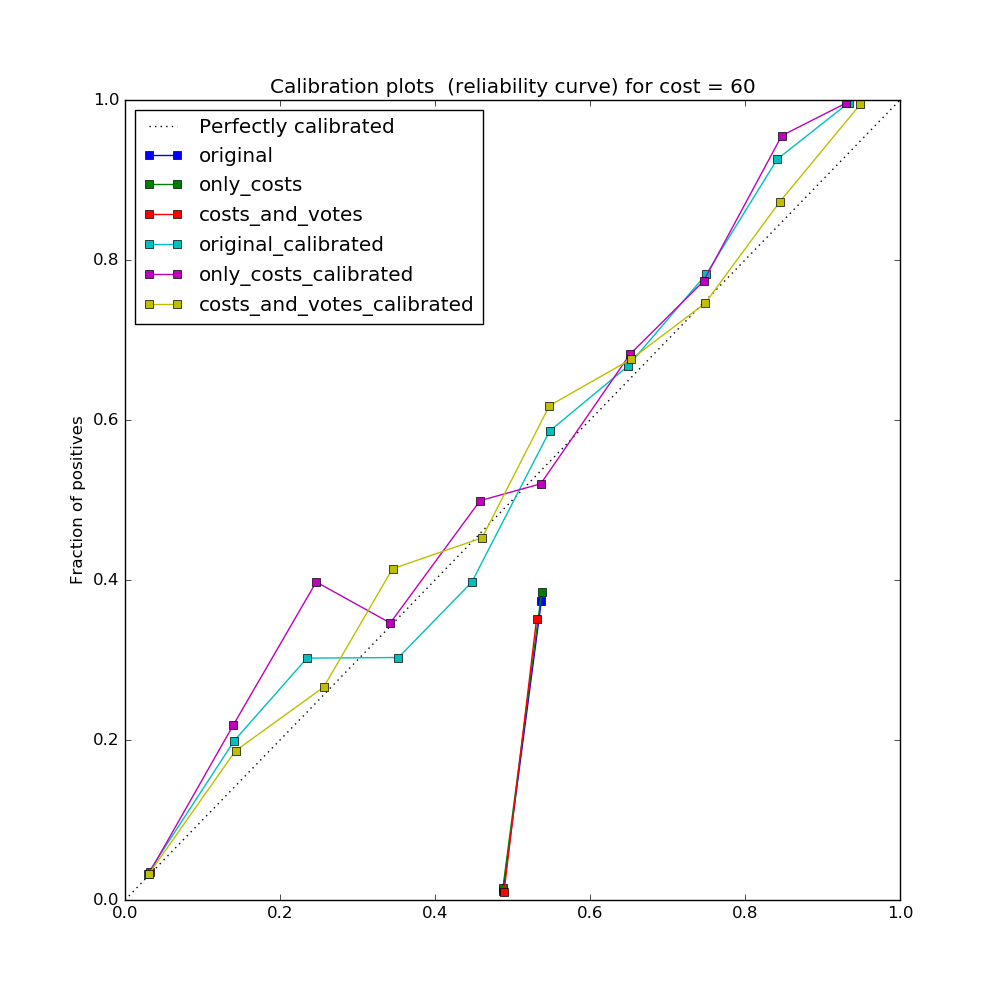 Calibration plots  (reliability curve) for cost = 60
1.0
0.8
0.6
0.4
0.2
0.0
Fraction of positives
Perfectly calibrated
original
only_costs
costs_and_votes
original_calibrated
only_costs_calibrated
costs_and_votes_calibrated
0.0 0.2 0.4 0.6 0.8 1.0